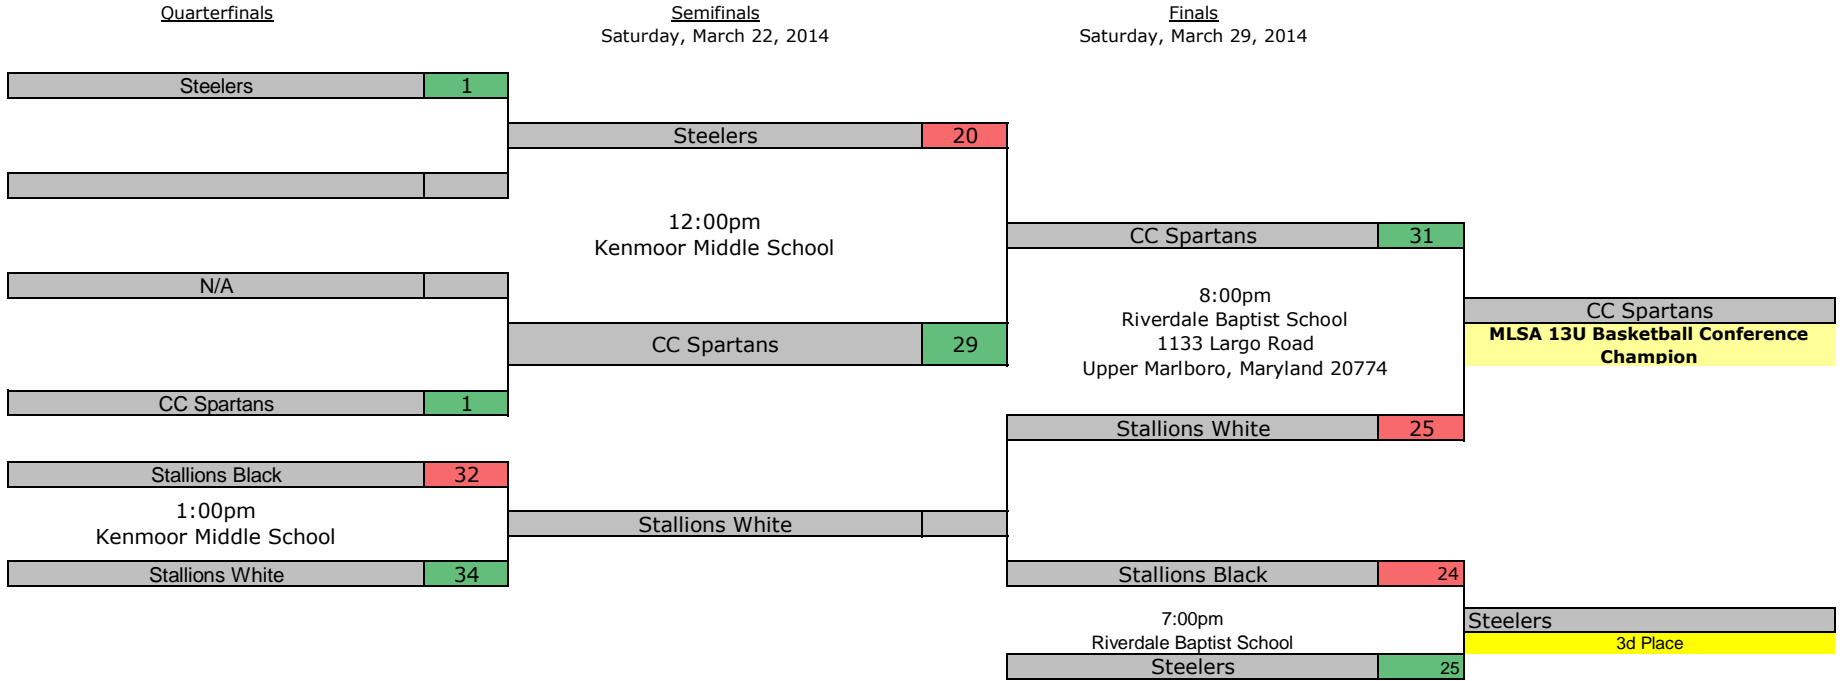 Quarterfinals
Semifinals
Finals
Saturday, March 22, 2014
Saturday, March 29, 2014
Steelers 1
Steelers 20
12:00pm
Kenmoor Middle School
CC Spartans 31
N/A
8:00pm
Riverdale Baptist School
1133 Largo Road
Upper Marlboro, Maryland 20774
CC Spartans
MLSA 13U Basketball Conference
Champion
CC Spartans 29
CC Spartans 1
Stallions White 25
Stallions Black 32
1:00pm
Kenmoor Middle School
Stallions White
Stallions White 34
Stallions Black 24
7:00pm
Riverdale Baptist School
Steelers
3d Place
Steelers 25